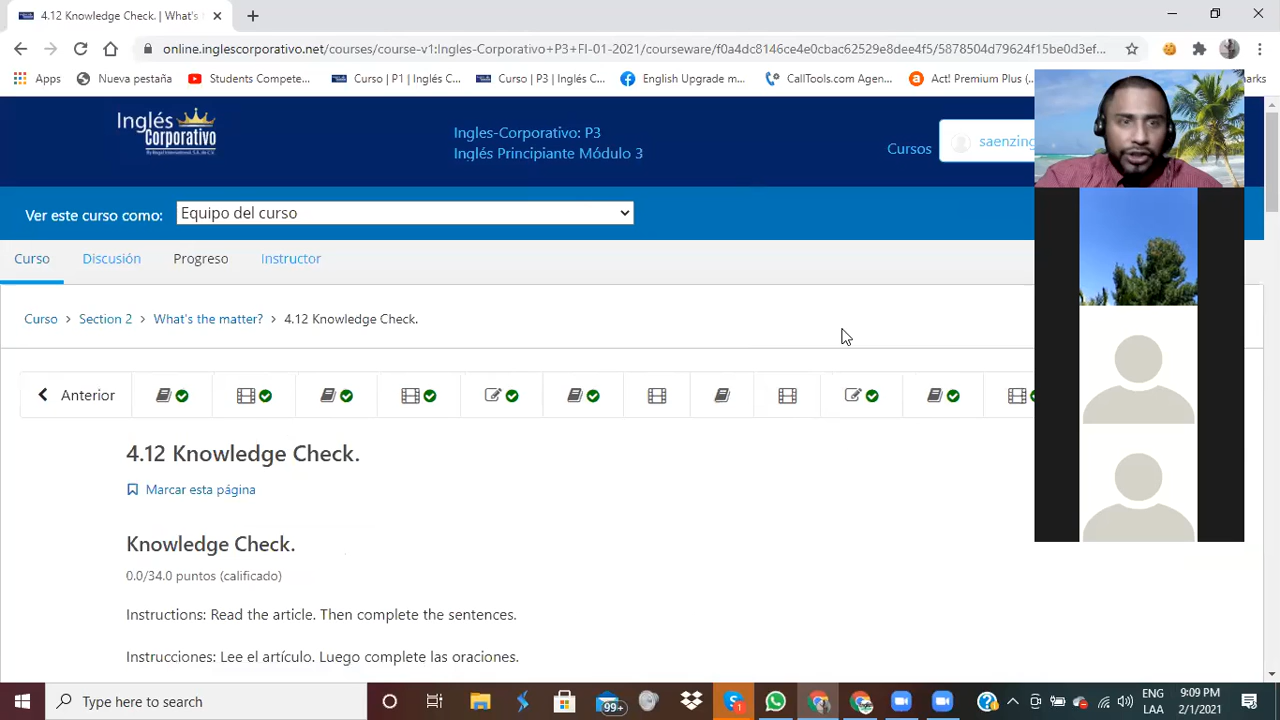 4.12 Knowledge Check. | What's
online.inglescorporativo.net/courses/course-v1:Ingles-Corporativo+P3+FI-01-2021/courseware/f0a4dc8146ce4e0cbac62529e8dee4f5/5878504d79624f15be0d3ef...
Apps
Nueva pestaña
Students Compete...
Curso | P1 | Inglés C...
Curso | P3 | Inglés C...
English Upgrade m...
CallTools.com Agen...
Act! Premium Plus (...
Inglés
Corporativo
Ingles-Corporativo: P3
Inglés Principiante Módulo 3
Cursos
saenzing
Ver este curso como:
Equipo del curso
Curso
Discusión
Progreso
Instructor
Curso > Section 2 > What's the matter? > 4.12 Knowledge Check.
Anterior
4.12 Knowledge Check.
Marcar esta página
Knowledge Check.
0.0/34.0 puntos (calificado)
Instructions: Read the article. Then complete the sentences.
Instrucciones: Lee el artículo. Luego complete las oraciones.
Type here to search
99+
1
ENG
LAA
9:09 PM
2/1/2021